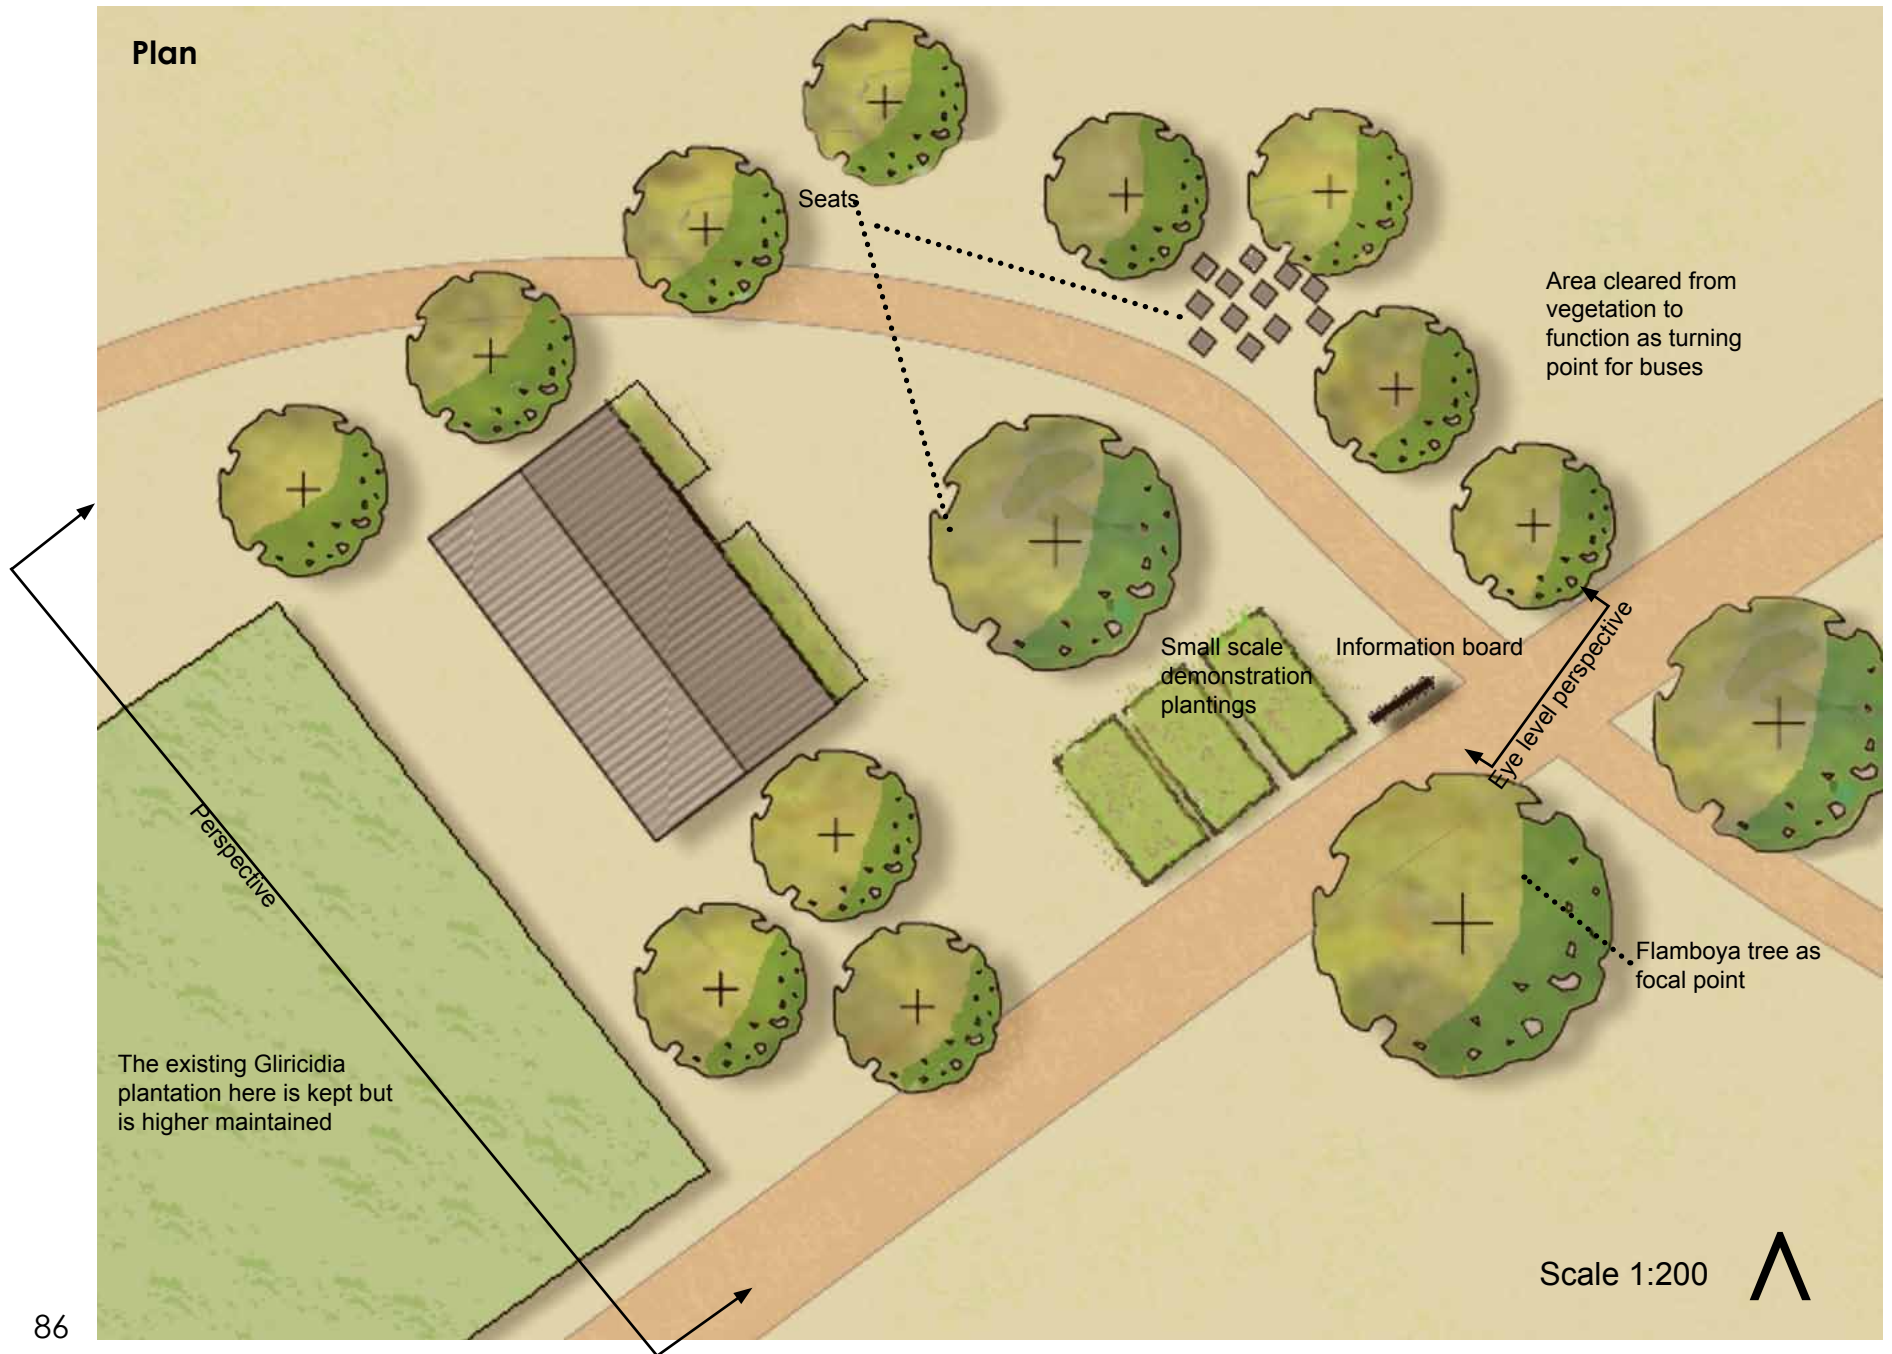 Plan
Seats
Area cleared from
vegetation to
function as turning
point for buses
Small scale
demonstration
plantings
Information board
Eye level perspective
Perspective
Flamboya tree as
focal point
The existing Gliricidia
plantation here is kept but
is higher maintained
Scale 1:200
86